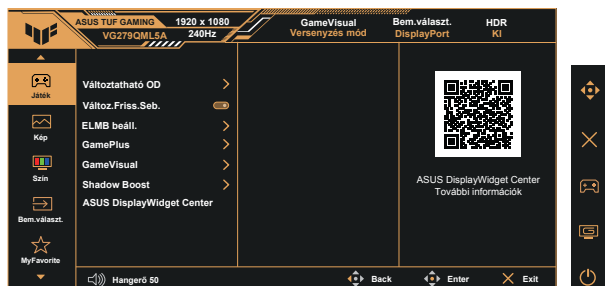 ASUS TUF GAMING 1920 x 1080
VG279QML5A 240Hz
GameVisual
Versenyzés mód
Bem.választ.
DisplayPort
HDR
KI
Játék
Kép
Szín
Bem.választ.
MyFavorite
Változtatható OD
Változ.Friss.Seb.
ELMB beáll.
GamePlus
GameVisual
Shadow Boost
ASUS DisplayWidget Center
ASUS DisplayWidget Center
További információk
Hangerő 50
Back
Enter
Exit